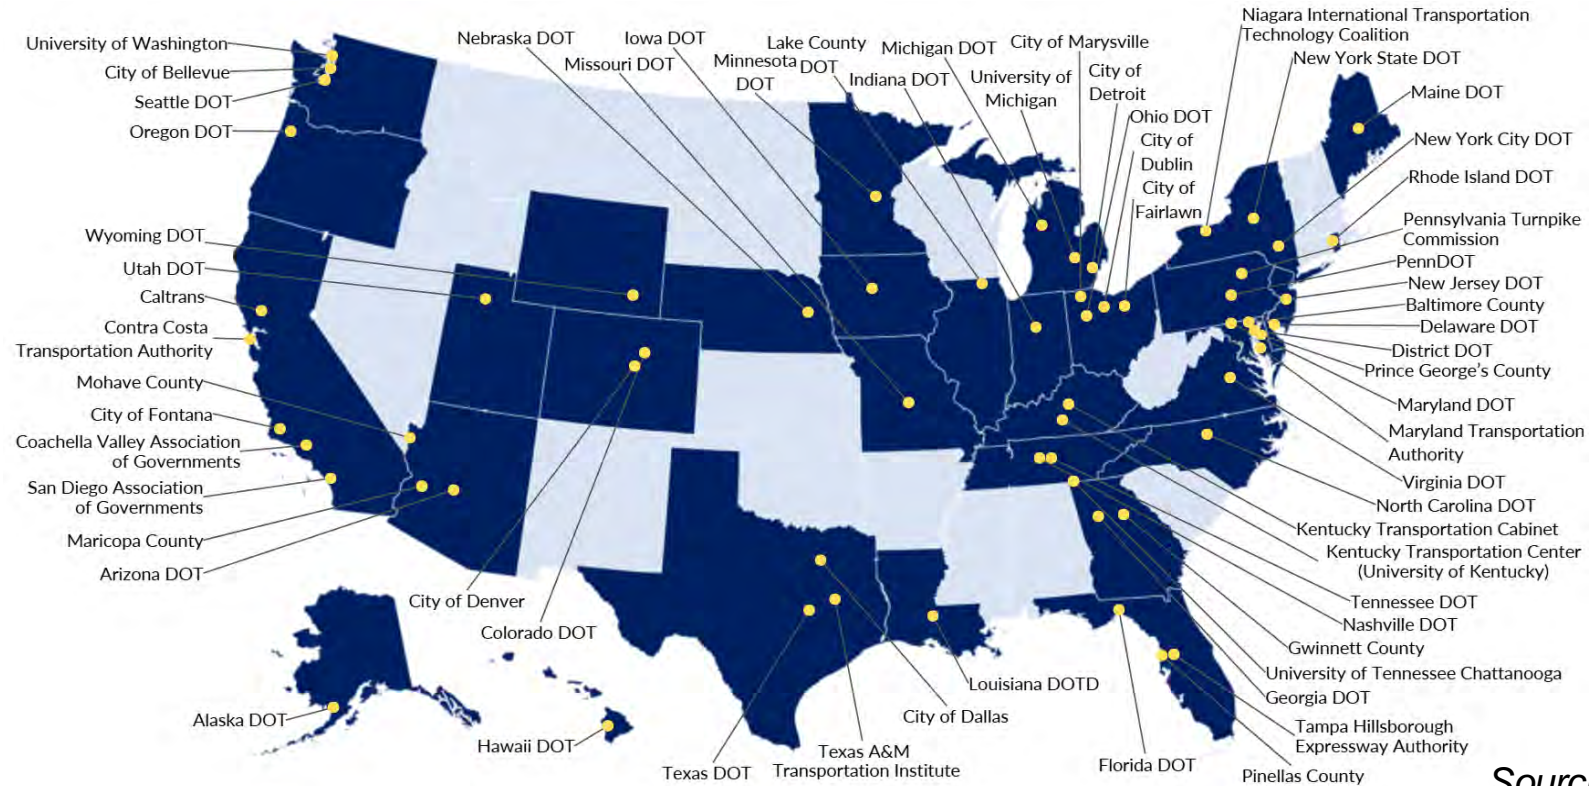 University of Washington
City of Bellevue
Seattle DOT
Oregon DOT
Wyoming DOT
Utah DOT
Caltrans
Contra Costa
Transportation Authority
Mohave County
City of Fontana
Coachella Valley Association
of Governments
San Diego Association
of Governments
Maricopa County
Arizona DOT
Alaska DOT
Hawaii DOT
City of Denver
Colorado DOT
Nebraska DOT
Missouri DOT
Iowa DOT
Minnesota
DOT
Lake County
DOT
Indiana DOT
Michigan DOT
University of
Michigan
City of Marysville
City of
Detroit
Ohio DOT
City of
Dublin
City of
Fairlawn
Niagara International Transportation
Technology Coalition
New York State DOT
Maine DOT
New York City DOT
Rhode Island DOT
Pennsylvania Turnpike
Commission
PennDOT
New Jersey DOT
Baltimore County
Delaware DOT
District DOT
Prince George's County
Maryland DOT
Maryland Transportation
Authority
Virginia DOT
North Carolina DOT
Kentucky Transportation Cabinet
Kentucky Transportation Center
(University of Kentucky)
Tennessee DOT
Nashville DOT
Gwinnett County
University of Tennessee Chattanooga
Georgia DOT
Tampa Hillsborough
Expressway Authority
Pinellas County
Florida DOT
Louisiana DOTD
City of Dallas
Texas A&M
Transportation Institute
Texas DOT